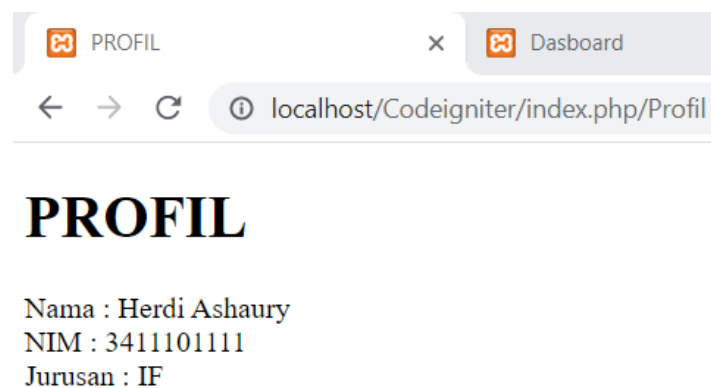 PROFIL
Dasboard
localhost/Codeigniter/index.php/Profil
PROFIL
Nama : Herdi Ashaury
NIM : 3411101111
Jurusan : IF